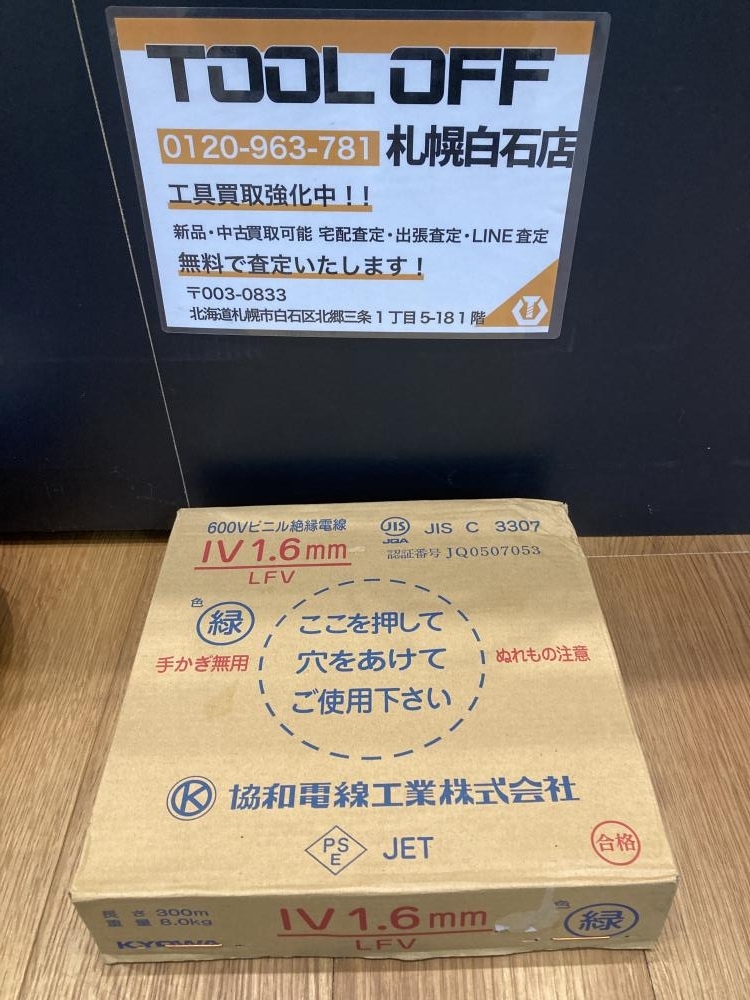 TOOL OFF
0120-963-781 札幌白石店
工具買取強化中！！
新品・中古買取可能 宅配査定・出張査定・LINE査定
無料で査定いたします！
〒003-0833
北海道札幌市白石区北郷三条1丁目5-18 1階
600Vビニル絶縁電線
JIS
JQA
JIS C 3307
IV1.6mm
認証番号 JQ0507053
LFV
色
緑
ここを押して
手かぎ無用
穴をあけて
ぬれもの注意
ご使用下さい
K 協和電線工業株式会社
PS
E
JET
合格
長さ 300m
重量 8.0kg
IV1.6mm
色
緑
KYOWA
LFV